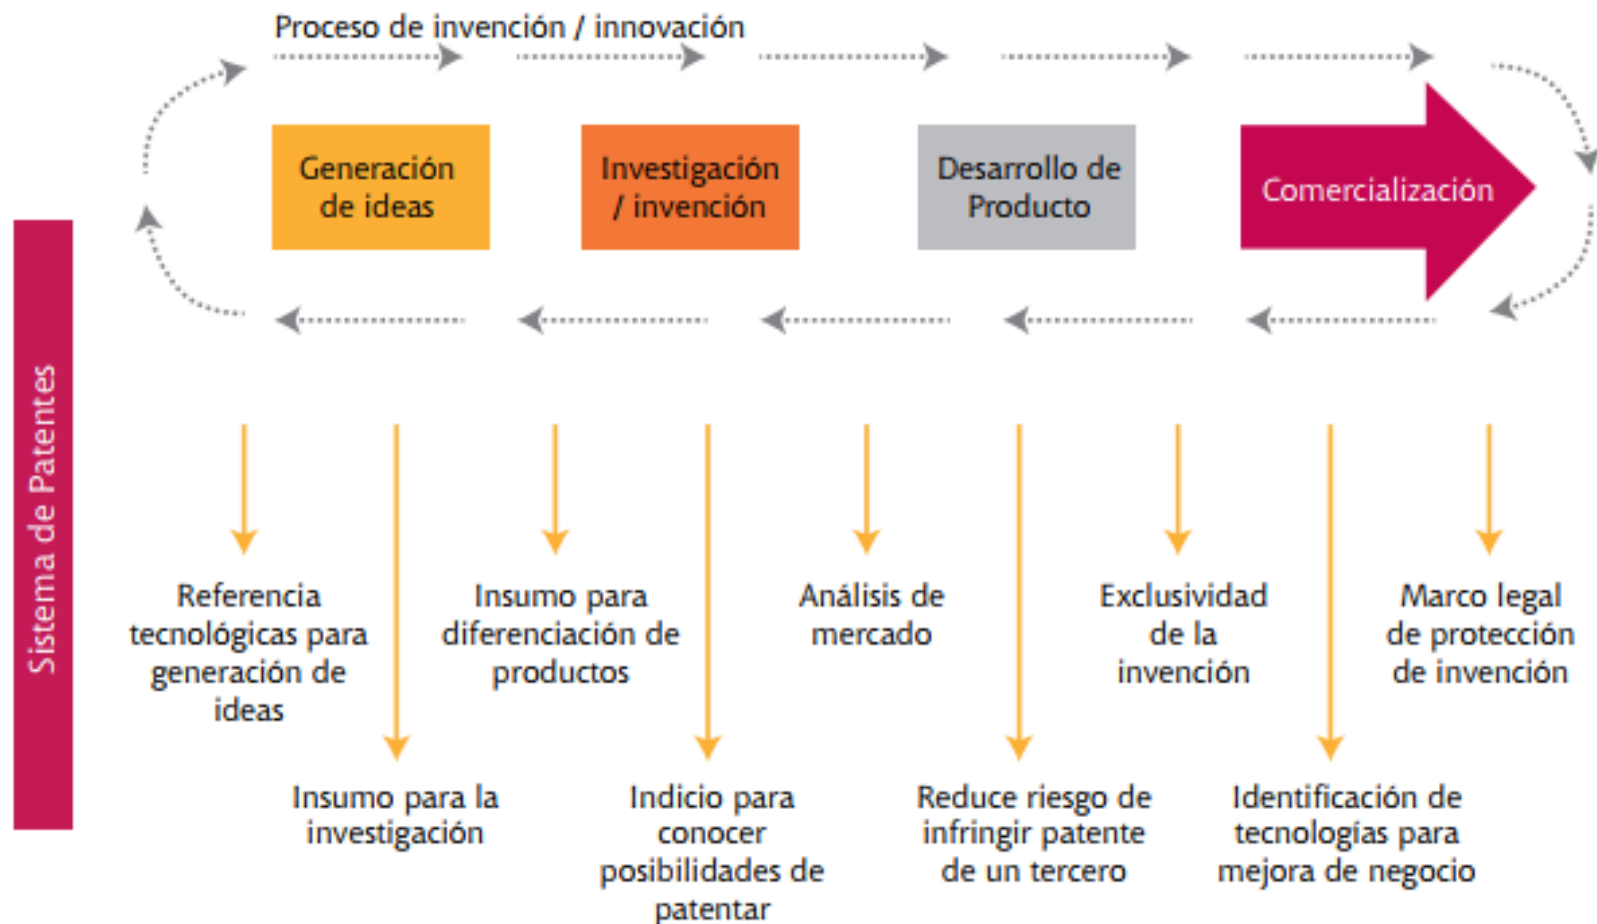 Proceso de invención / innovación
Generación
de ideas
Investigación
/ invención
Desarrollo de
Producto
Comercialización
Sistema de Patentes
Referencia
tecnológicas para
generación de
ideas
Insumo para
diferenciación de
productos
Análisis de
mercado
Exclusividad
de la
invención
Marco legal
de protección
de invención
Insumo para la
investigación
Indicio para
conocer
posibilidades de
patentar
Reduce riesgo de
infringir patente
de un tercero
Identificación de
tecnologías para
mejora de negocio